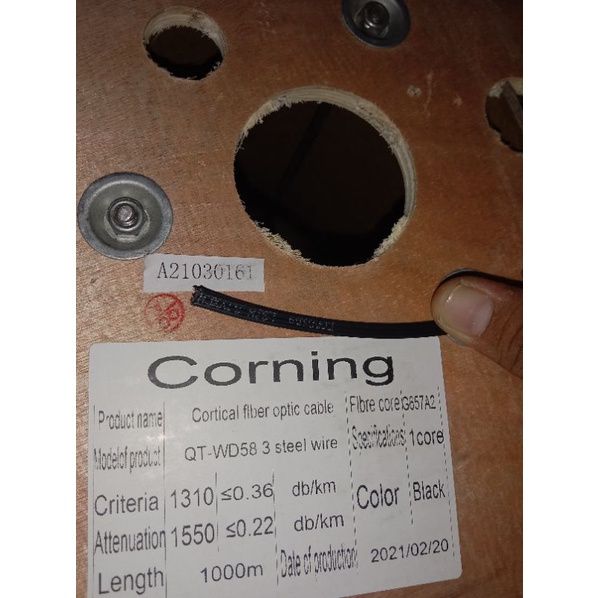 A21030161
Corning
Product name Cortical fiber optic cable Fibre core G657A2
Modelof product QT-WD58 3 steel wire Specifications 1core
Criteria 1310 ≤0.36 db/km Color Black
Attenuation 1550 ≤0.22 db/km
Length 1000m Date of production 2021/02/20